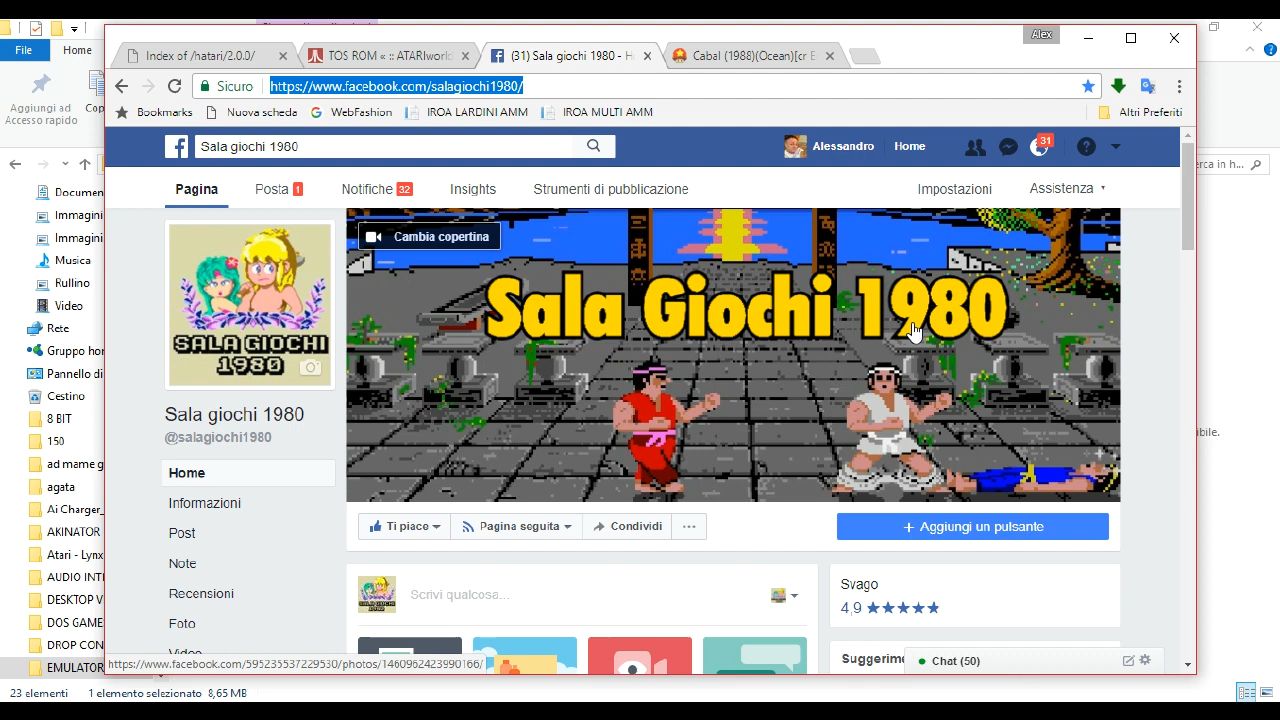 Alex
File
Home
Index of /hatari/2.0.0/
TOS ROM « :: ATARIworld
(31) Sala giochi 1980 - H
Cabal (1988)(Ocean)[cr E
Aggiungi ad
Accesso rapido
Cop
Sicuro
https://www.facebook.com/salagiochi1980/
Bookmarks
Nuova scheda
WebFashion
IROA LARDINI AMM
IROA MULTI AMM
Altri Preferiti
Sala giochi 1980
Alessandro
Home
31
erca in h...
Pagina
Posta 1
Notifiche 32
Insights
Strumenti di pubblicazione
Impostazioni
Assistenza
Documen
Immagini
Immagini
Musica
Rullino
Video
Rete
Gruppo hor
Pannello di
Cestino
8 BIT
150
ad mame g
agata
Ai Charger_
AKINATOR
Atari - Lynx
AUDIO INTI
DESKTOP V
DOS GAME
DROP CON
EMULATOR
Cambia copertina
Sala Giochi 1980
SALA GIOCHI
1980
Sala giochi 1980
@salagiochi1980
Home
Informazioni
Post
Note
Recensioni
Foto
Video
ibile.
Ti piace
Pagina seguita
Condividi
...
+ Aggiungi un pulsante
Scrivi qualcosa...
Svago
4,9 ★★★★★
Suggerime
Chat (50)
https://www.facebook.com/595235537229530/photos/1460962423990166/
23 elementi
1 elemento selezionato 8,65 MB